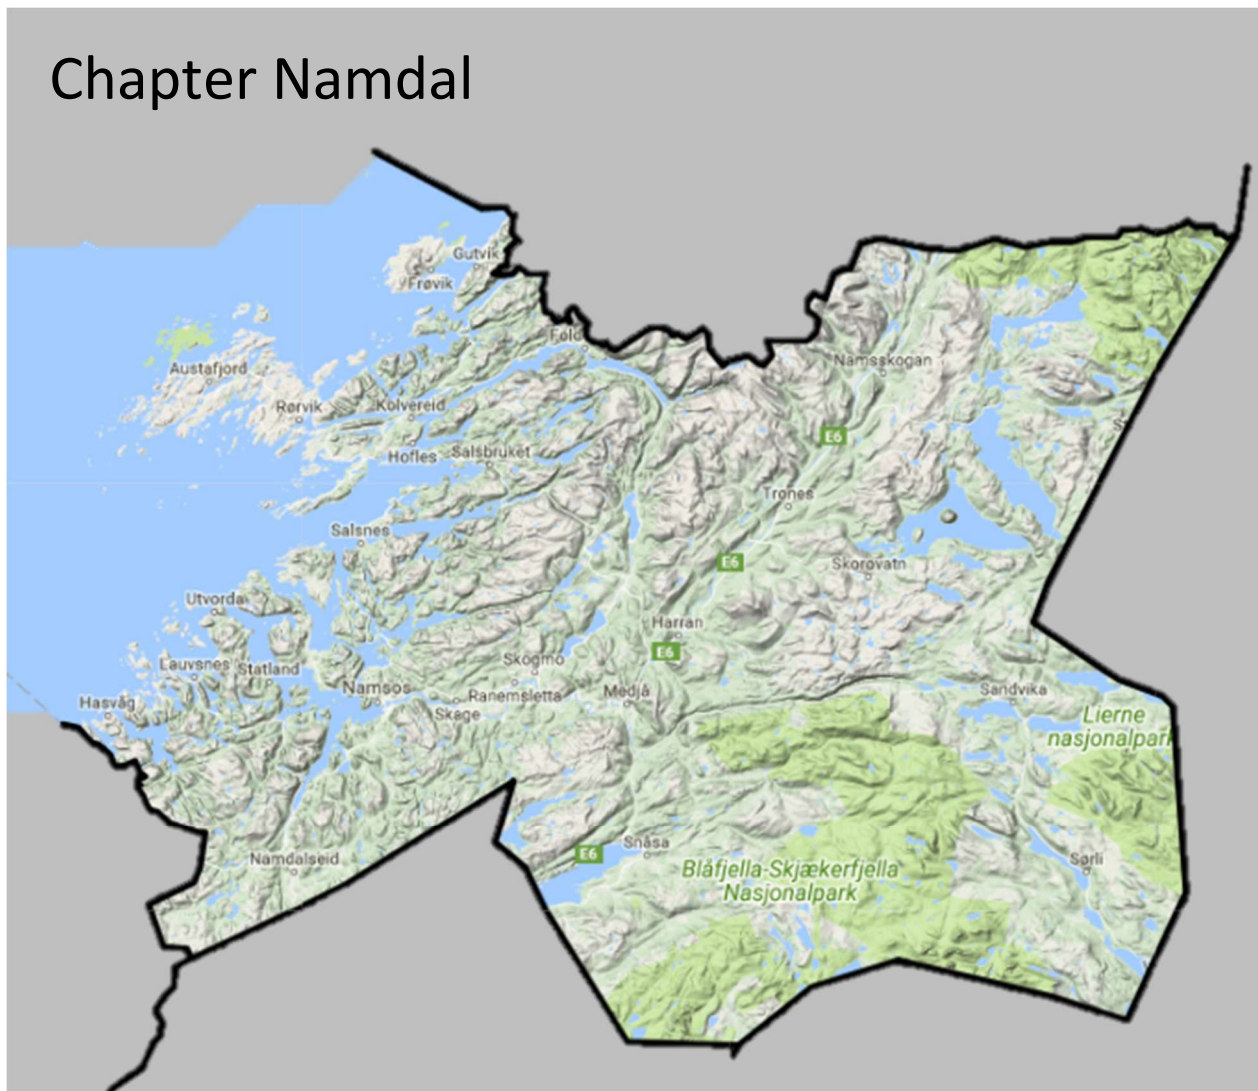 Chapter Namdal
Gutvik
Frøvik
Austafjord
Rørvik
Kolvereid
Hofles
Salsbruket
Namsskogan
E6
Trones
Salsnes
E6
Skorovatn
Utvorda
Harran
E6
Lauvsnes
Statland
Skogmo
Namsos
Ranemsletta
Medjå
Sandvika
Hasvåg
Skage
Lierne
nasjonalpark
E6
Snåsa
Namdalseid
Blåfjella-Skjækerfjella
Nasjonalpark
Sørli